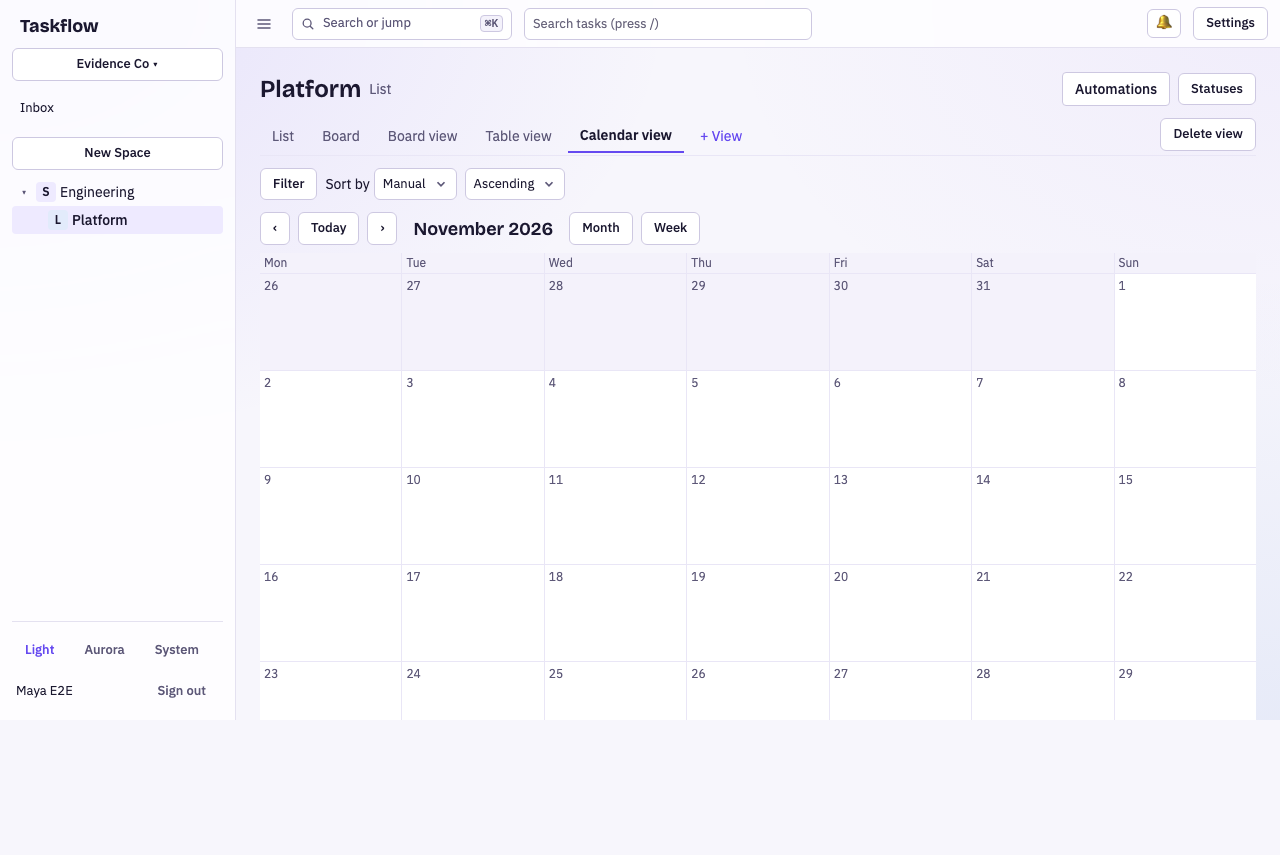 Taskflow
Evidence Co ▾
Inbox
New Space
▾ S Engineering
L Platform
Light Aurora System
Maya E2E Sign out
Search or jump ⌘K
Search tasks (press /)
Settings
Platform List
Automations Statuses
List Board Board view Table view Calendar view + View
Delete view
Filter Sort by Manual Ascending
‹ Today › November 2026 Month Week
Mon Tue Wed Thu Fri Sat Sun
26 27 28 29 30 31 1
2 3 4 5 6 7 8
9 10 11 12 13 14 15
16 17 18 19 20 21 22
23 24 25 26 27 28 29